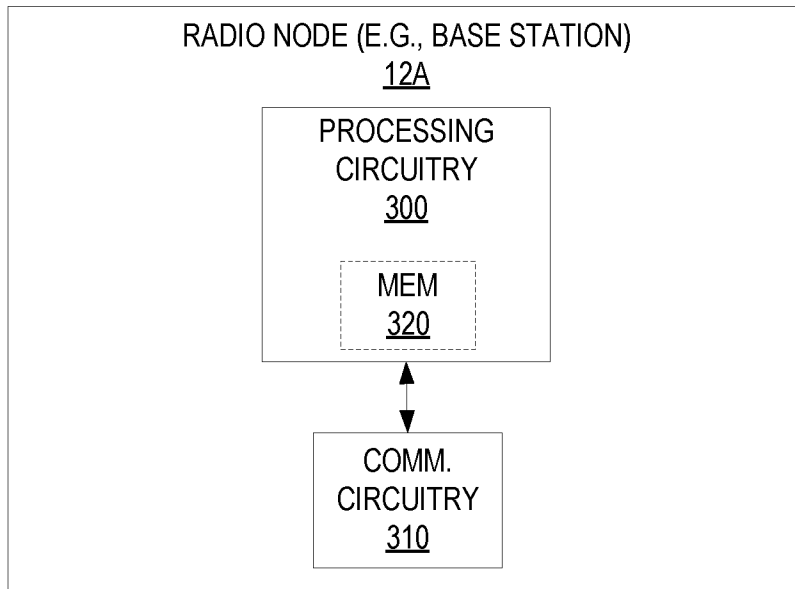 RADIO NODE (E.G., BASE STATION)
12A
PROCESSING
CIRCUITRY
300
MEM
320
COMM.
CIRCUITRY
310